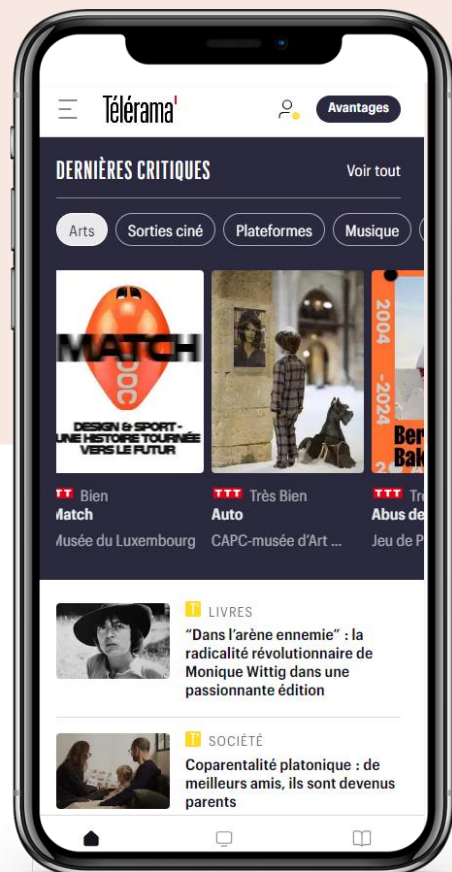 Télérama'
Avantages
DERNIÈRES CRITIQUES
Voir tout
Arts
Sorties ciné
Plateformes
Musique
MATCH
DESIGN & SPORT -
UNE HISTOIRE TOURNÉE
VERS LE FUTUR
2004
-2024
TT Bien
Match
Musée du Luxembourg
TTT Très Bien
Auto
CAPC-musée d'Art ...
TTT
Abus de
Jeu de P
T' LIVRES
“Dans l’arène ennemie” : la
radicalité révolutionnaire de
Monique Wittig dans une
passionnante édition
T' SOCIÉTÉ
Coparentalité platonique : de
meilleurs amis, ils sont devenus
parents